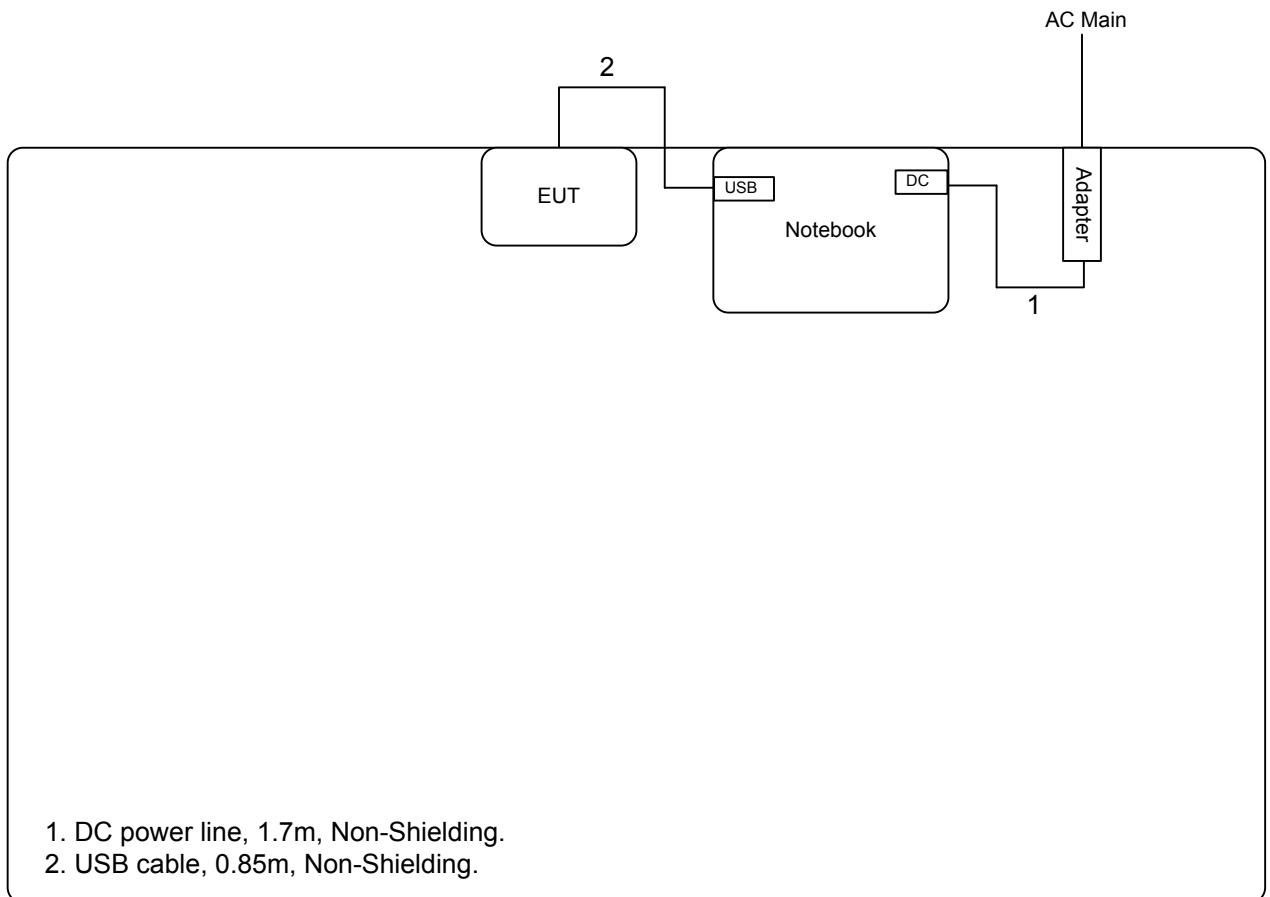 AC Main
2
EUT
USB
DC
Adapter
Notebook
1
1. DC power line, 1.7m, Non-Shielding.
2. USB cable, 0.85m, Non-Shielding.